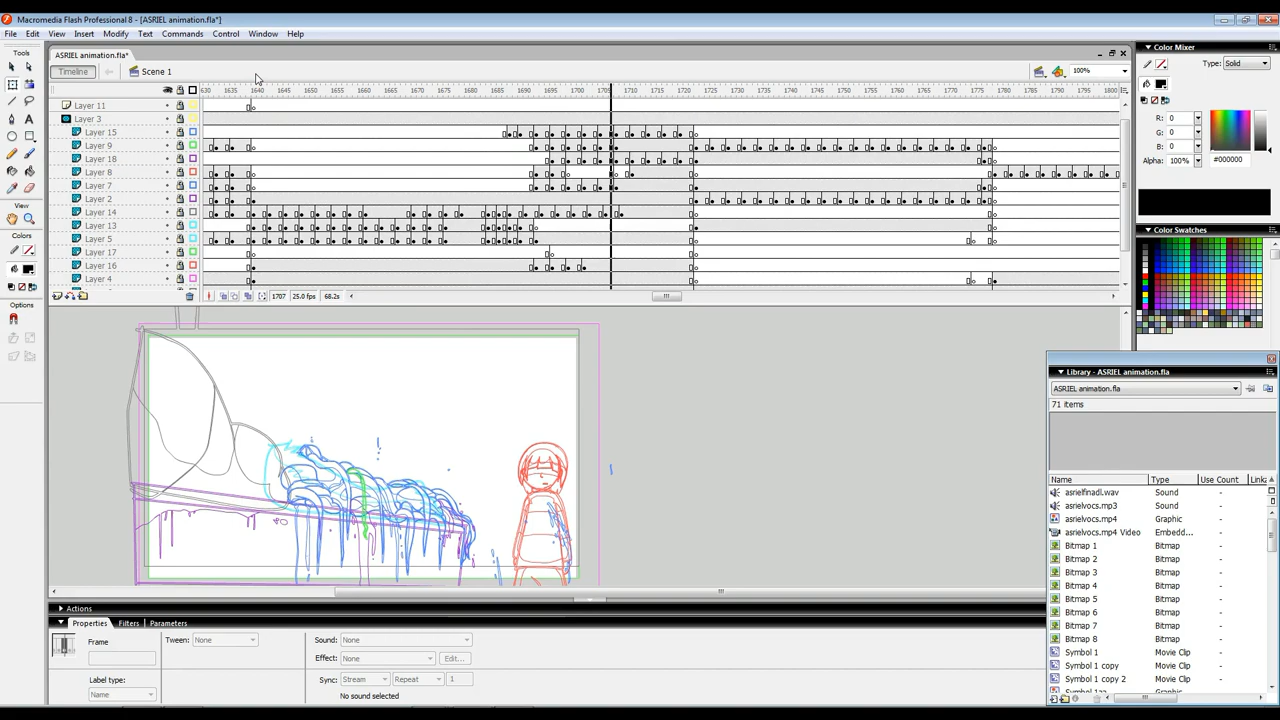 Macromedia Flash Professional 8 - [ASRIEL animation.fla*]
File Edit View Insert Modify Text Commands Control Window Help
Tools
ASRIEL animation.fla*
Timeline
Scene 1
100%
630 1635 1640 1645 1650 1655 1660 1665 1670 1675 1680 1685 1690 1695 1700 1705 1710 1715 1720 1725 1730 1735 1740 1745 1750 1755 1760 1765 1770 1775 1780 1785 1790 1795 1800
Layer 11
Layer 3
Layer 15
Layer 9
Layer 18
Layer 8
Layer 7
Layer 2
Layer 14
Layer 13
Layer 5
Layer 17
Layer 16
Layer 4
1707 25.0 fps 68.2s
View
Colors
Options
Color Mixer
Type: Solid
R: 0
G: 0
B: 0
Alpha: 100%
#000000
Color Swatches
Library - ASRIEL animation.fla
ASRIEL animation.fla
71 items
Name Type Use Count Link
asrielfinadl.wav Sound -
asrielvocs.mp3 Sound -
asrielvocs.mp4 Graphic -
asrielvocs.mp4 Video Embedd... -
Bitmap 1 Bitmap -
Bitmap 2 Bitmap -
Bitmap 3 Bitmap -
Bitmap 4 Bitmap -
Bitmap 5 Bitmap -
Bitmap 6 Bitmap -
Bitmap 7 Bitmap -
Bitmap 8 Bitmap -
Symbol 1 Movie Clip -
Symbol 1 copy Movie Clip -
Symbol 1 copy 2 Movie Clip -
Actions
Properties Filters Parameters
Frame
Tween: None
Sound: None
Effect: None Edit...
Label type:
Name
Sync: Stream Repeat 1
No sound selected